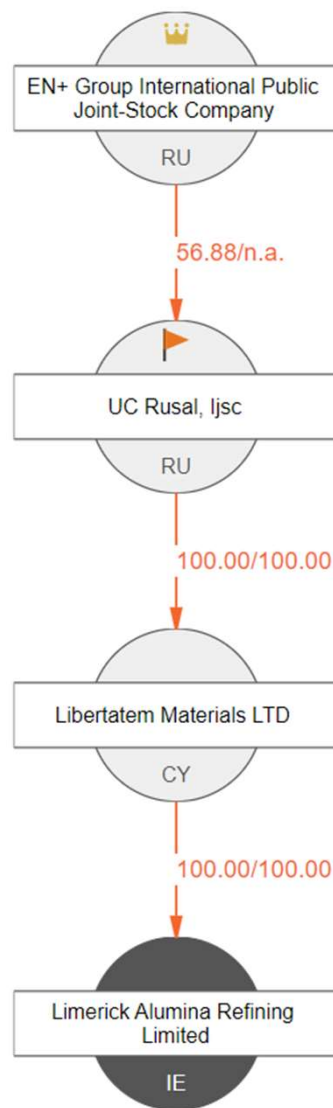 EN+ Group International Public
Joint-Stock Company
RU
56.88/n.a.
UC Rusal, Ijsc
RU
100.00/100.00
Libertatem Materials LTD
CY
100.00/100.00
Limerick Alumina Refining
Limited
IE